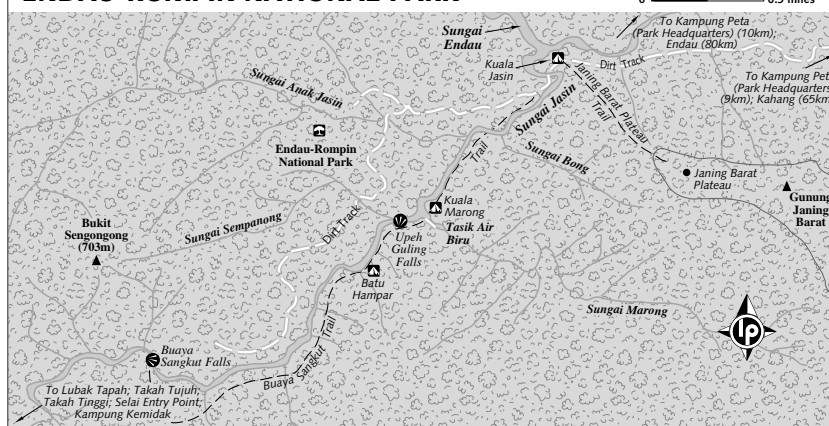 ENDAU-ROMPIN NATIONAL PARK
0
0.5 miles
Sungai
Endau
To Kampung Peta
(Park Headquarters) (10km);
Endau (80km)
Kuala
Jasin
Dirt Track
To Kampung
(Park Headquarters)
(9km); Kahang
Sungai Anak Jasin
Janing Barat Plateau
Trail
Sungai Jasin
Trail
Sungai Bong
Endau-Rompin
National Park
Janing Barat
Plateau
Gunung
Janing
Barat
Kuala
Marong
Tasik Air
Biru
Sungai Sempanong
Dirt Track
Upeh
Guling
Falls
Bukit
Sengongong
(703m)
Batu
Hampar
Sungai Marong
lp
Buaya
Sangkut Falls
Buaya Sangkut Trail
To Lubak Tapah; Takah Tujuh;
Takah Tinggi; Selai Entry Point;
Kampung Kemidak